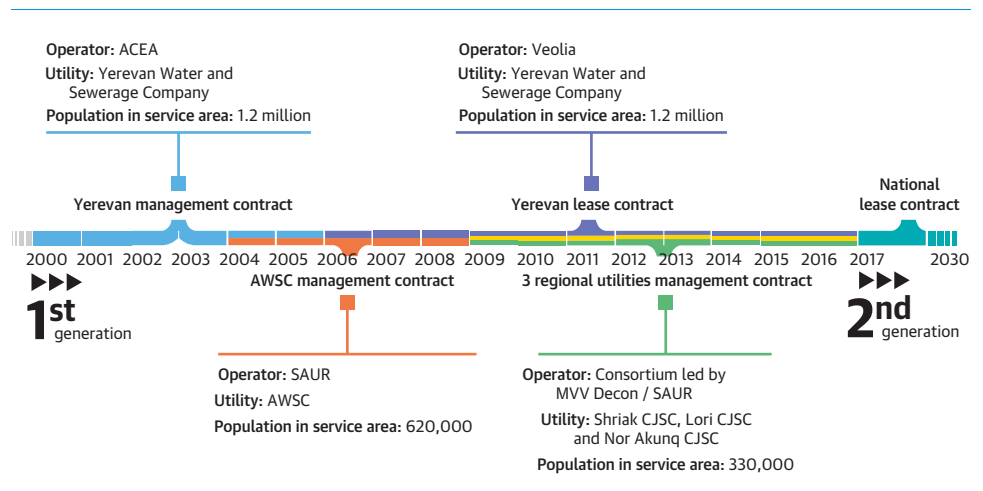 Operator: ACEA
Utility: Yerevan Water and
Sewerage Company
Population in service area: 1.2 million
Operator: Veolia
Utility: Yerevan Water and
Sewerage Company
Population in service area: 1.2 million
Yerevan management contract
Yerevan lease contract
National
lease contract
2000 2001 2002 2003 2004 2005 2006 2007 2008 2009 2010 2011 2012 2013 2014 2015 2016 2017 2030
AWSC management contract
3 regional utilities management contract
1st
generation
2nd
generation
Operator: SAUR
Utility: AWSC
Population in service area: 620,000
Operator: Consortium led by
MVV Decon / SAUR
Utility: Shriak CJSC, Lori CJSC
and Nor Akunq CJSC
Population in service area: 330,000